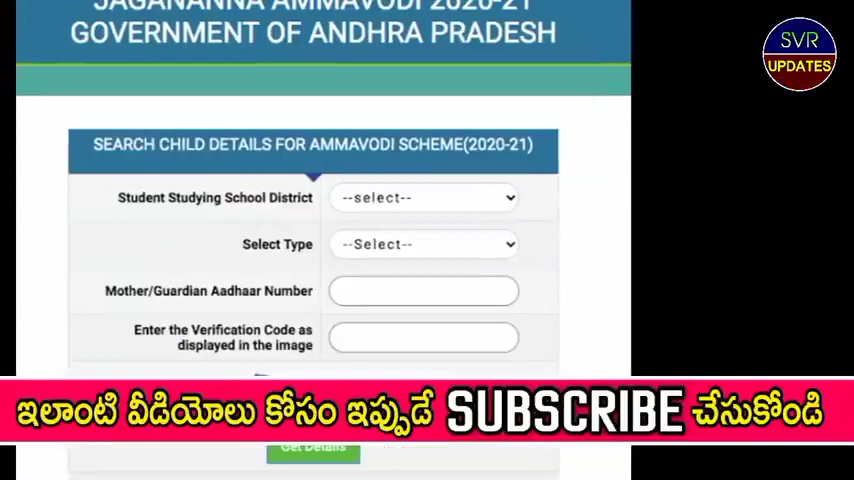 JAGANANNA AMMAVODI 2020-21
GOVERNMENT OF ANDHRA PRADESH
SVR
UPDATES
SEARCH CHILD DETAILS FOR AMMAVODI SCHEME(2020-21)
Student Studying School District
--select--
Select Type
--Select--
Mother/Guardian Aadhaar Number
Enter the Verification Code as
displayed in the image
ఇలాంటి వీడియోలు కోసం ఇప్పుడే SUBSCRIBE చేసుకోండి
Get Details